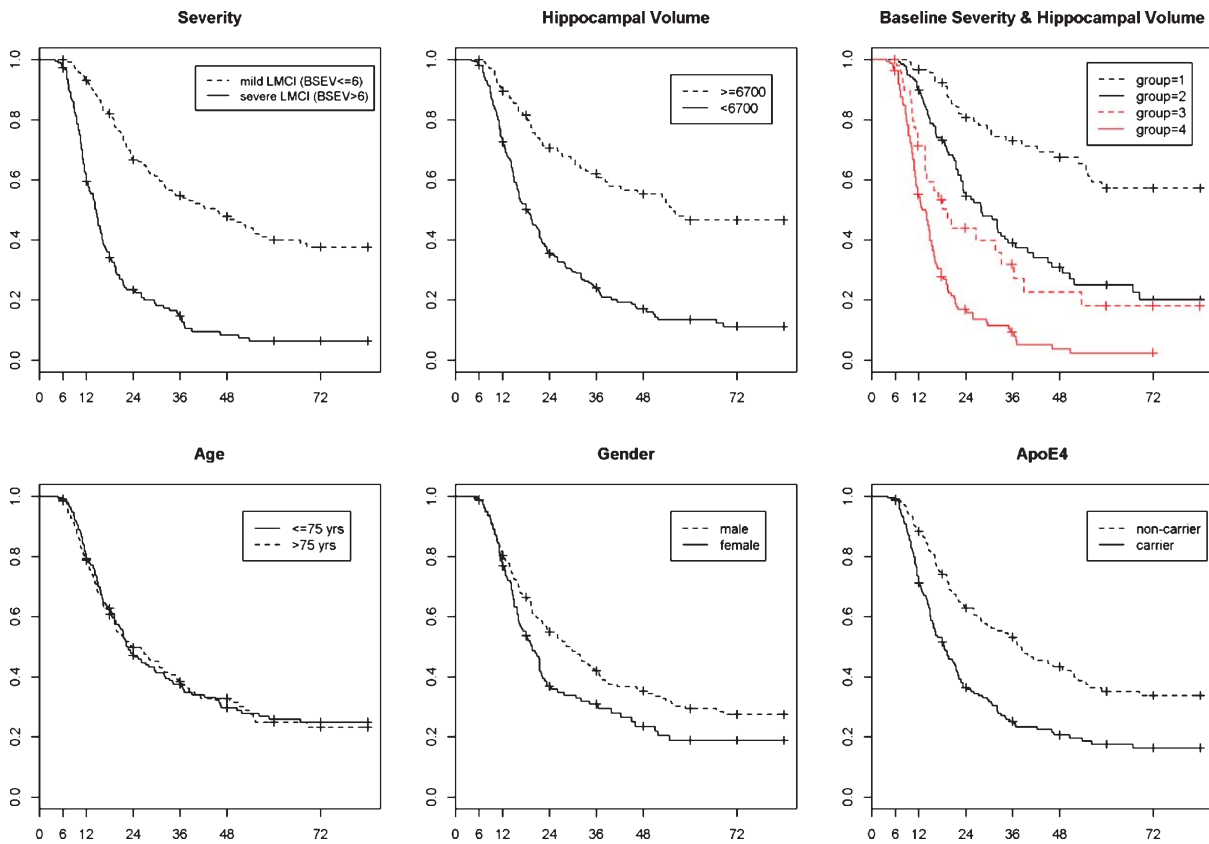 Severity
mild LMCI (BSEV<=6)
severe LMCI (BSEV>6)
1.0
0.8
0.6
0.4
0.2
0.0
0 6 12 24 36 48 72
Hippocampal Volume
>=6700
<6700
1.0
0.8
0.6
0.4
0.2
0.0
0 6 12 24 36 48 72
Baseline Severity & Hippocampal Volume
group=1
group=2
group=3
group=4
1.0
0.8
0.6
0.4
0.2
0.0
0 6 12 24 36 48 72
Age
<=75 yrs
>75 yrs
1.0
0.8
0.6
0.4
0.2
0.0
0 6 12 24 36 48 72
Gender
male
female
1.0
0.8
0.6
0.4
0.2
0.0
0 6 12 24 36 48 72
ApoE4
non-carrier
carrier
1.0
0.8
0.6
0.4
0.2
0.0
0 6 12 24 36 48 72